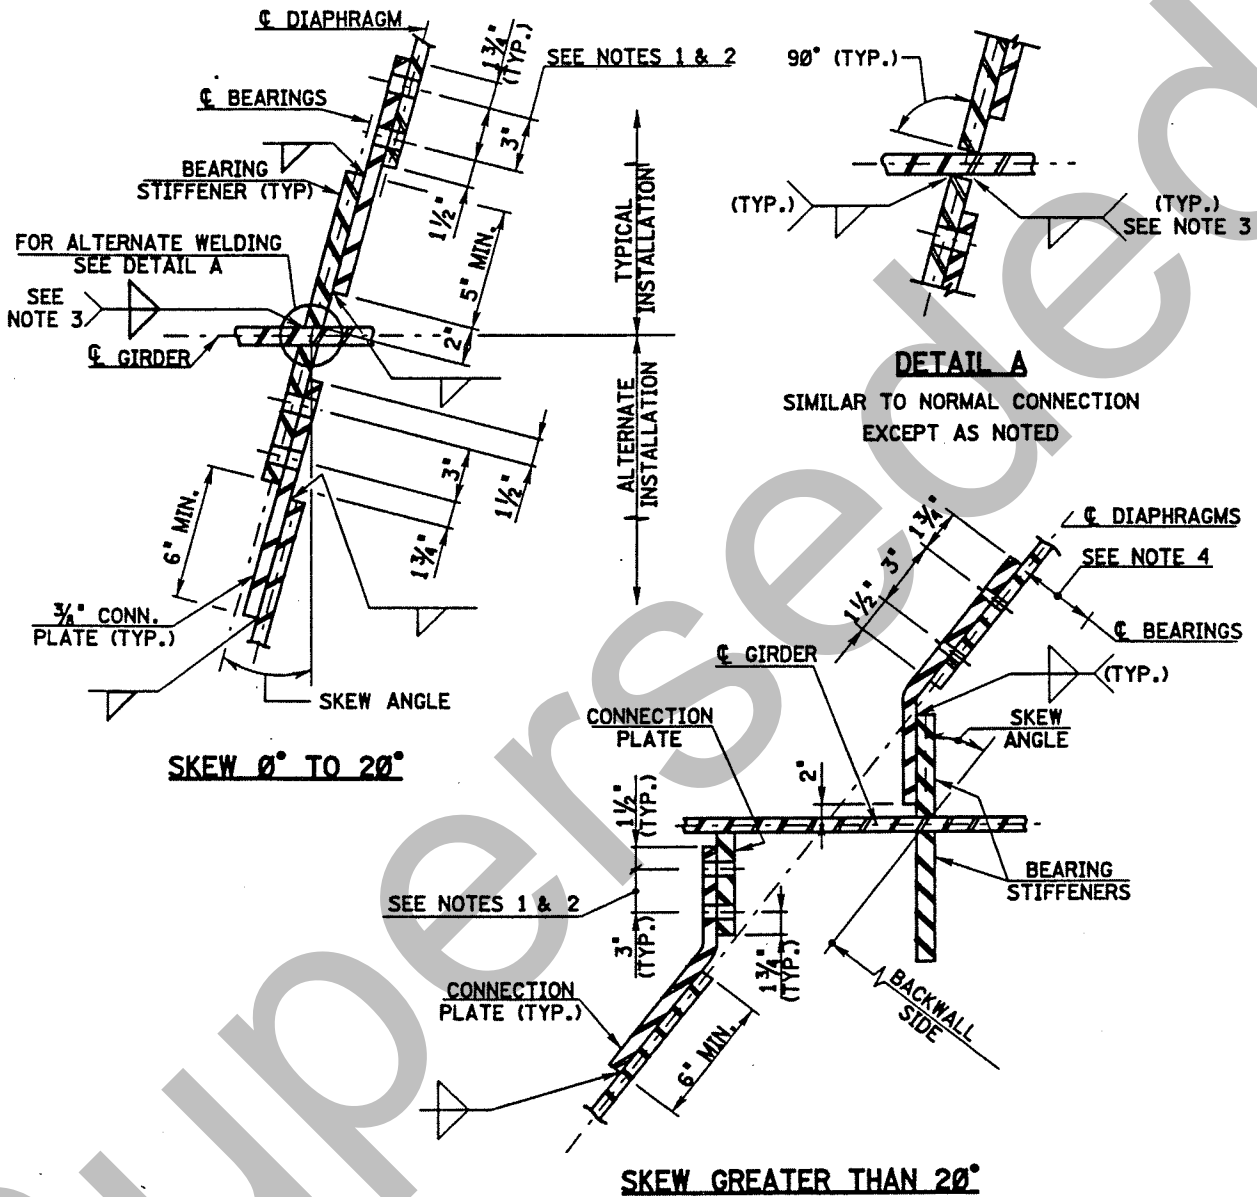 ℄ DIAPHRAGM
1¾"
(TYP.)
SEE NOTES 1 & 2
℄ BEARINGS
3"
BEARING
STIFFENER (TYP)
1½"
TYPICAL
INSTALLATION
FOR ALTERNATE WELDING
SEE DETAIL A
5" MIN.
SEE
NOTE 3
2"
℄ GIRDER
ALTERNATE
INSTALLATION
3"
1½"
6" MIN.
1¾"
⅜" CONN.
PLATE (TYP.)
SKEW ANGLE
SKEW 0° TO 20°
90° (TYP.)
(TYP.)
(TYP.)
SEE NOTE 3
DETAIL A
SIMILAR TO NORMAL CONNECTION
EXCEPT AS NOTED
1¾"
℄ DIAPHRAGMS
3"
SEE NOTE 4
1½"
℄ BEARINGS
℄ GIRDER
(TYP.)
CONNECTION
PLATE
SKEW
ANGLE
2"
1½"
(TYP.)
BEARING
STIFFENERS
SEE NOTES 1 & 2
3"
(TYP.)
1¾"
(TYP.)
BACKWALL
SIDE
CONNECTION
PLATE (TYP.)
6" MIN.
SKEW GREATER THAN 20°
Superseded